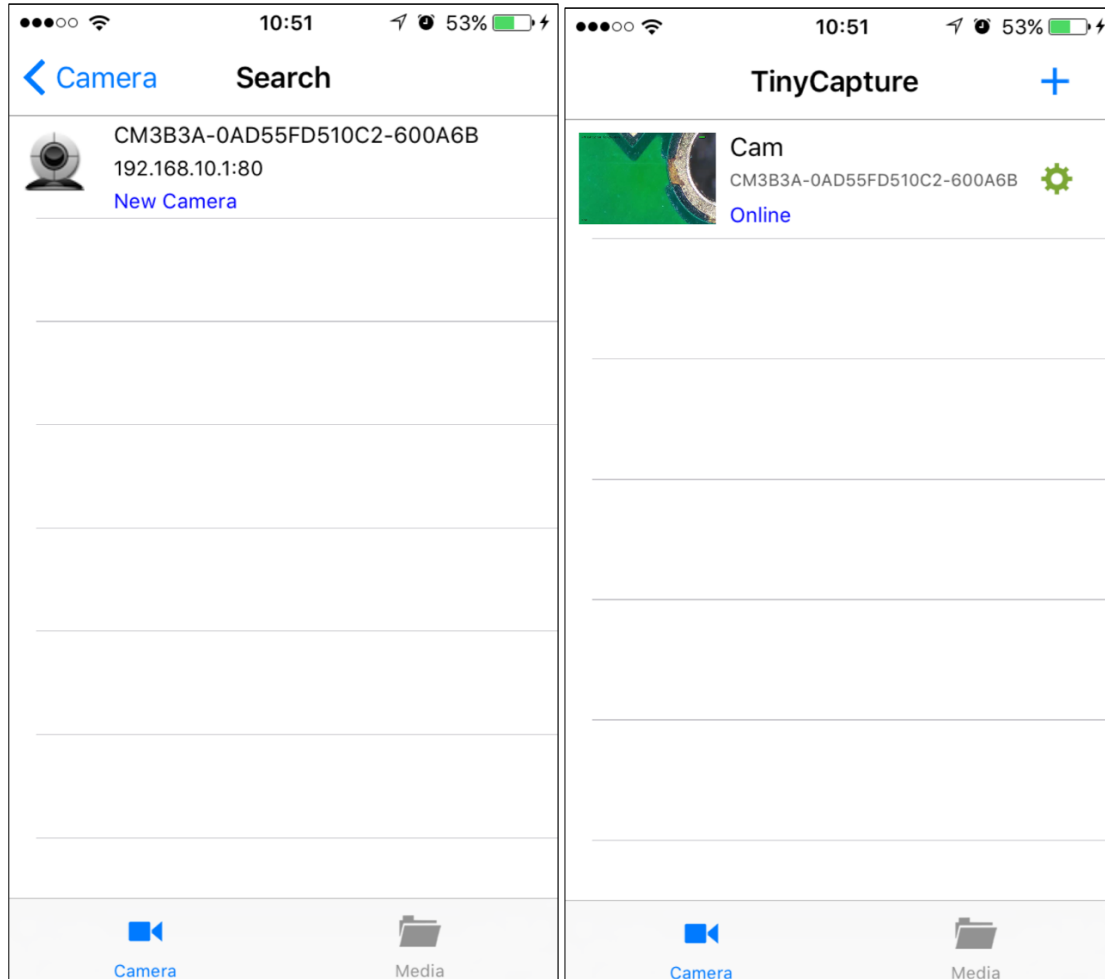 10:51
53%
Camera
Search
CM3B3A-0AD55FD510C2-600A6B
192.168.10.1:80
New Camera
Camera
Media
10:51
53%
TinyCapture
+
Cam
CM3B3A-0AD55FD510C2-600A6B
Online
Camera
Media